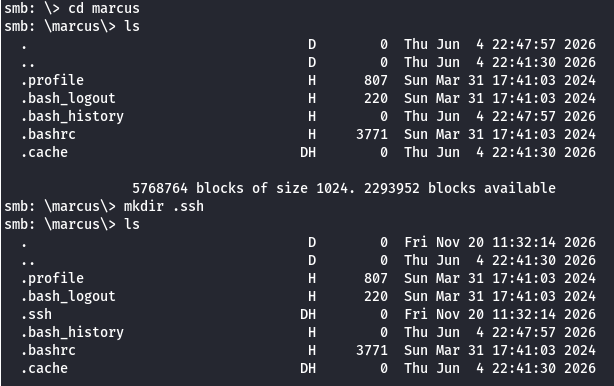 smb: \> cd marcus
smb: \marcus\> ls
. D 0 Thu Jun 4 22:47:57 2026
.. D 0 Thu Jun 4 22:41:30 2026
.profile H 807 Sun Mar 31 17:41:03 2024
.bash_logout H 220 Sun Mar 31 17:41:03 2024
.bash_history H 0 Thu Jun 4 22:47:57 2026
.bashrc H 3771 Sun Mar 31 17:41:03 2024
.cache DH 0 Thu Jun 4 22:41:30 2026
5768764 blocks of size 1024. 2293952 blocks available
smb: \marcus\> mkdir .ssh
smb: \marcus\> ls
. D 0 Fri Nov 20 11:32:14 2026
.. D 0 Thu Jun 4 22:41:30 2026
.profile H 807 Sun Mar 31 17:41:03 2024
.bash_logout H 220 Sun Mar 31 17:41:03 2024
.ssh DH 0 Fri Nov 20 11:32:14 2026
.bash_history H 0 Thu Jun 4 22:47:57 2026
.bashrc H 3771 Sun Mar 31 17:41:03 2024
.cache DH 0 Thu Jun 4 22:41:30 2026